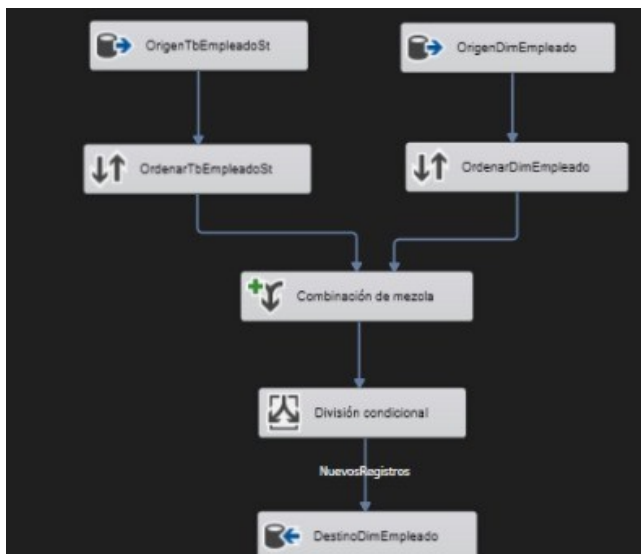 OrigenTbEmpleadoSt
OrigenDimEmpleado
OrdenarTbEmpleadoSt
OrdenarDimEmpleado
Combinación de mezcla
División condicional
NuevosRegistros
DestinoDimEmpleado